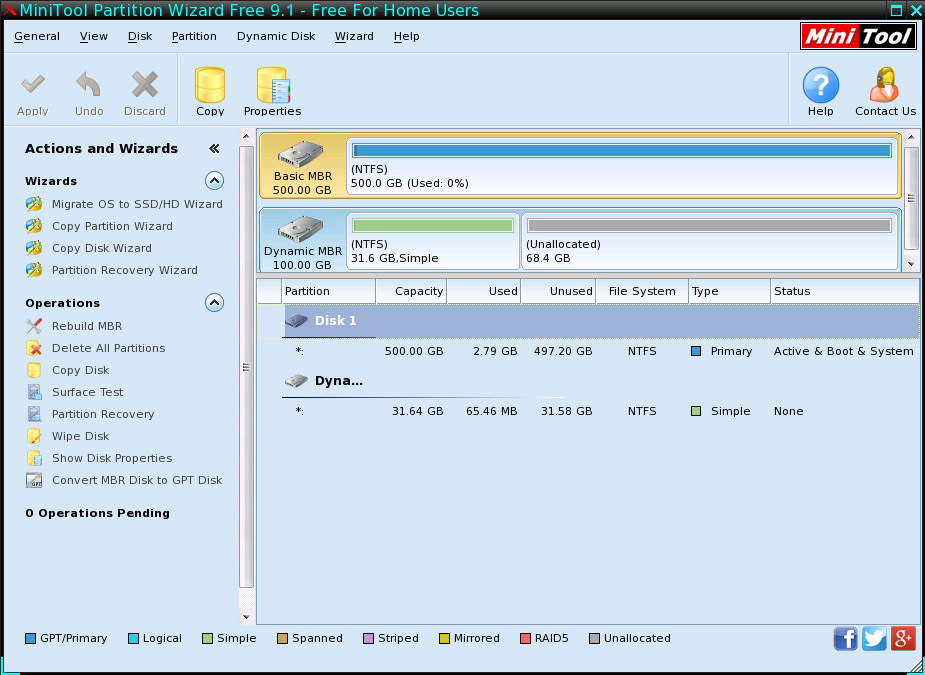 MiniTool Partition Wizard Free 9.1 - Free For Home Users
General View Disk Partition Dynamic Disk Wizard Help
Mini Tool
Apply Undo Discard Copy Properties Help Contact Us
Actions and Wizards
Wizards
Migrate OS to SSD/HD Wizard
Copy Partition Wizard
Copy Disk Wizard
Partition Recovery Wizard
Operations
Rebuild MBR
Delete All Partitions
Copy Disk
Surface Test
Partition Recovery
Wipe Disk
Show Disk Properties
Convert MBR Disk to GPT Disk
0 Operations Pending
Basic MBR
500.00 GB
(NTFS)
500.0 GB (Used: 0%)
Dynamic MBR
100.00 GB
(NTFS)
31.6 GB,Simple
(Unallocated)
68.4 GB
Partition Capacity Used Unused File System Type Status
Disk 1
*: 500.00 GB 2.79 GB 497.20 GB NTFS Primary Active & Boot & System
Dyna...
*: 31.64 GB 65.46 MB 31.58 GB NTFS Simple None
GPT/Primary Logical Simple Spanned Striped Mirrored RAID5 Unallocated